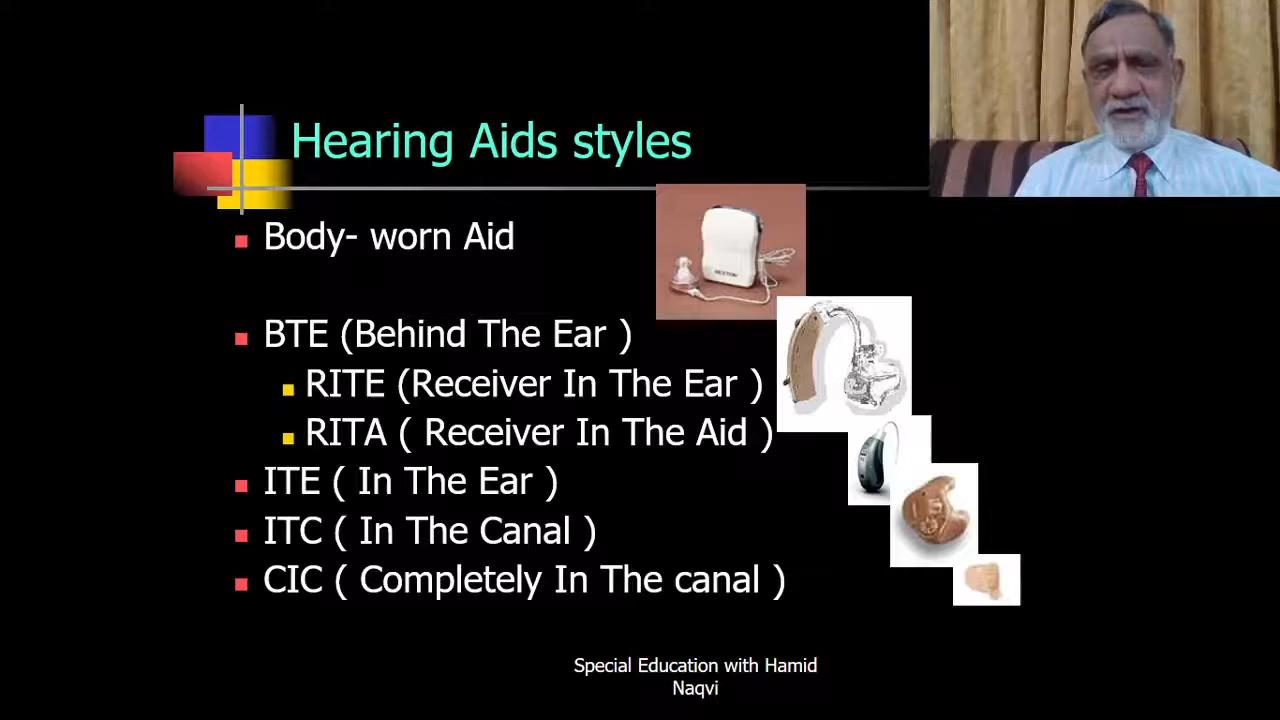 Hearing Aids styles
Body- worn Aid
BTE (Behind The Ear )
RITE (Receiver In The Ear )
RITA ( Receiver In The Aid )
ITE ( In The Ear )
ITC ( In The Canal )
CIC ( Completely In The canal )
Special Education with Hamid
Naqvi